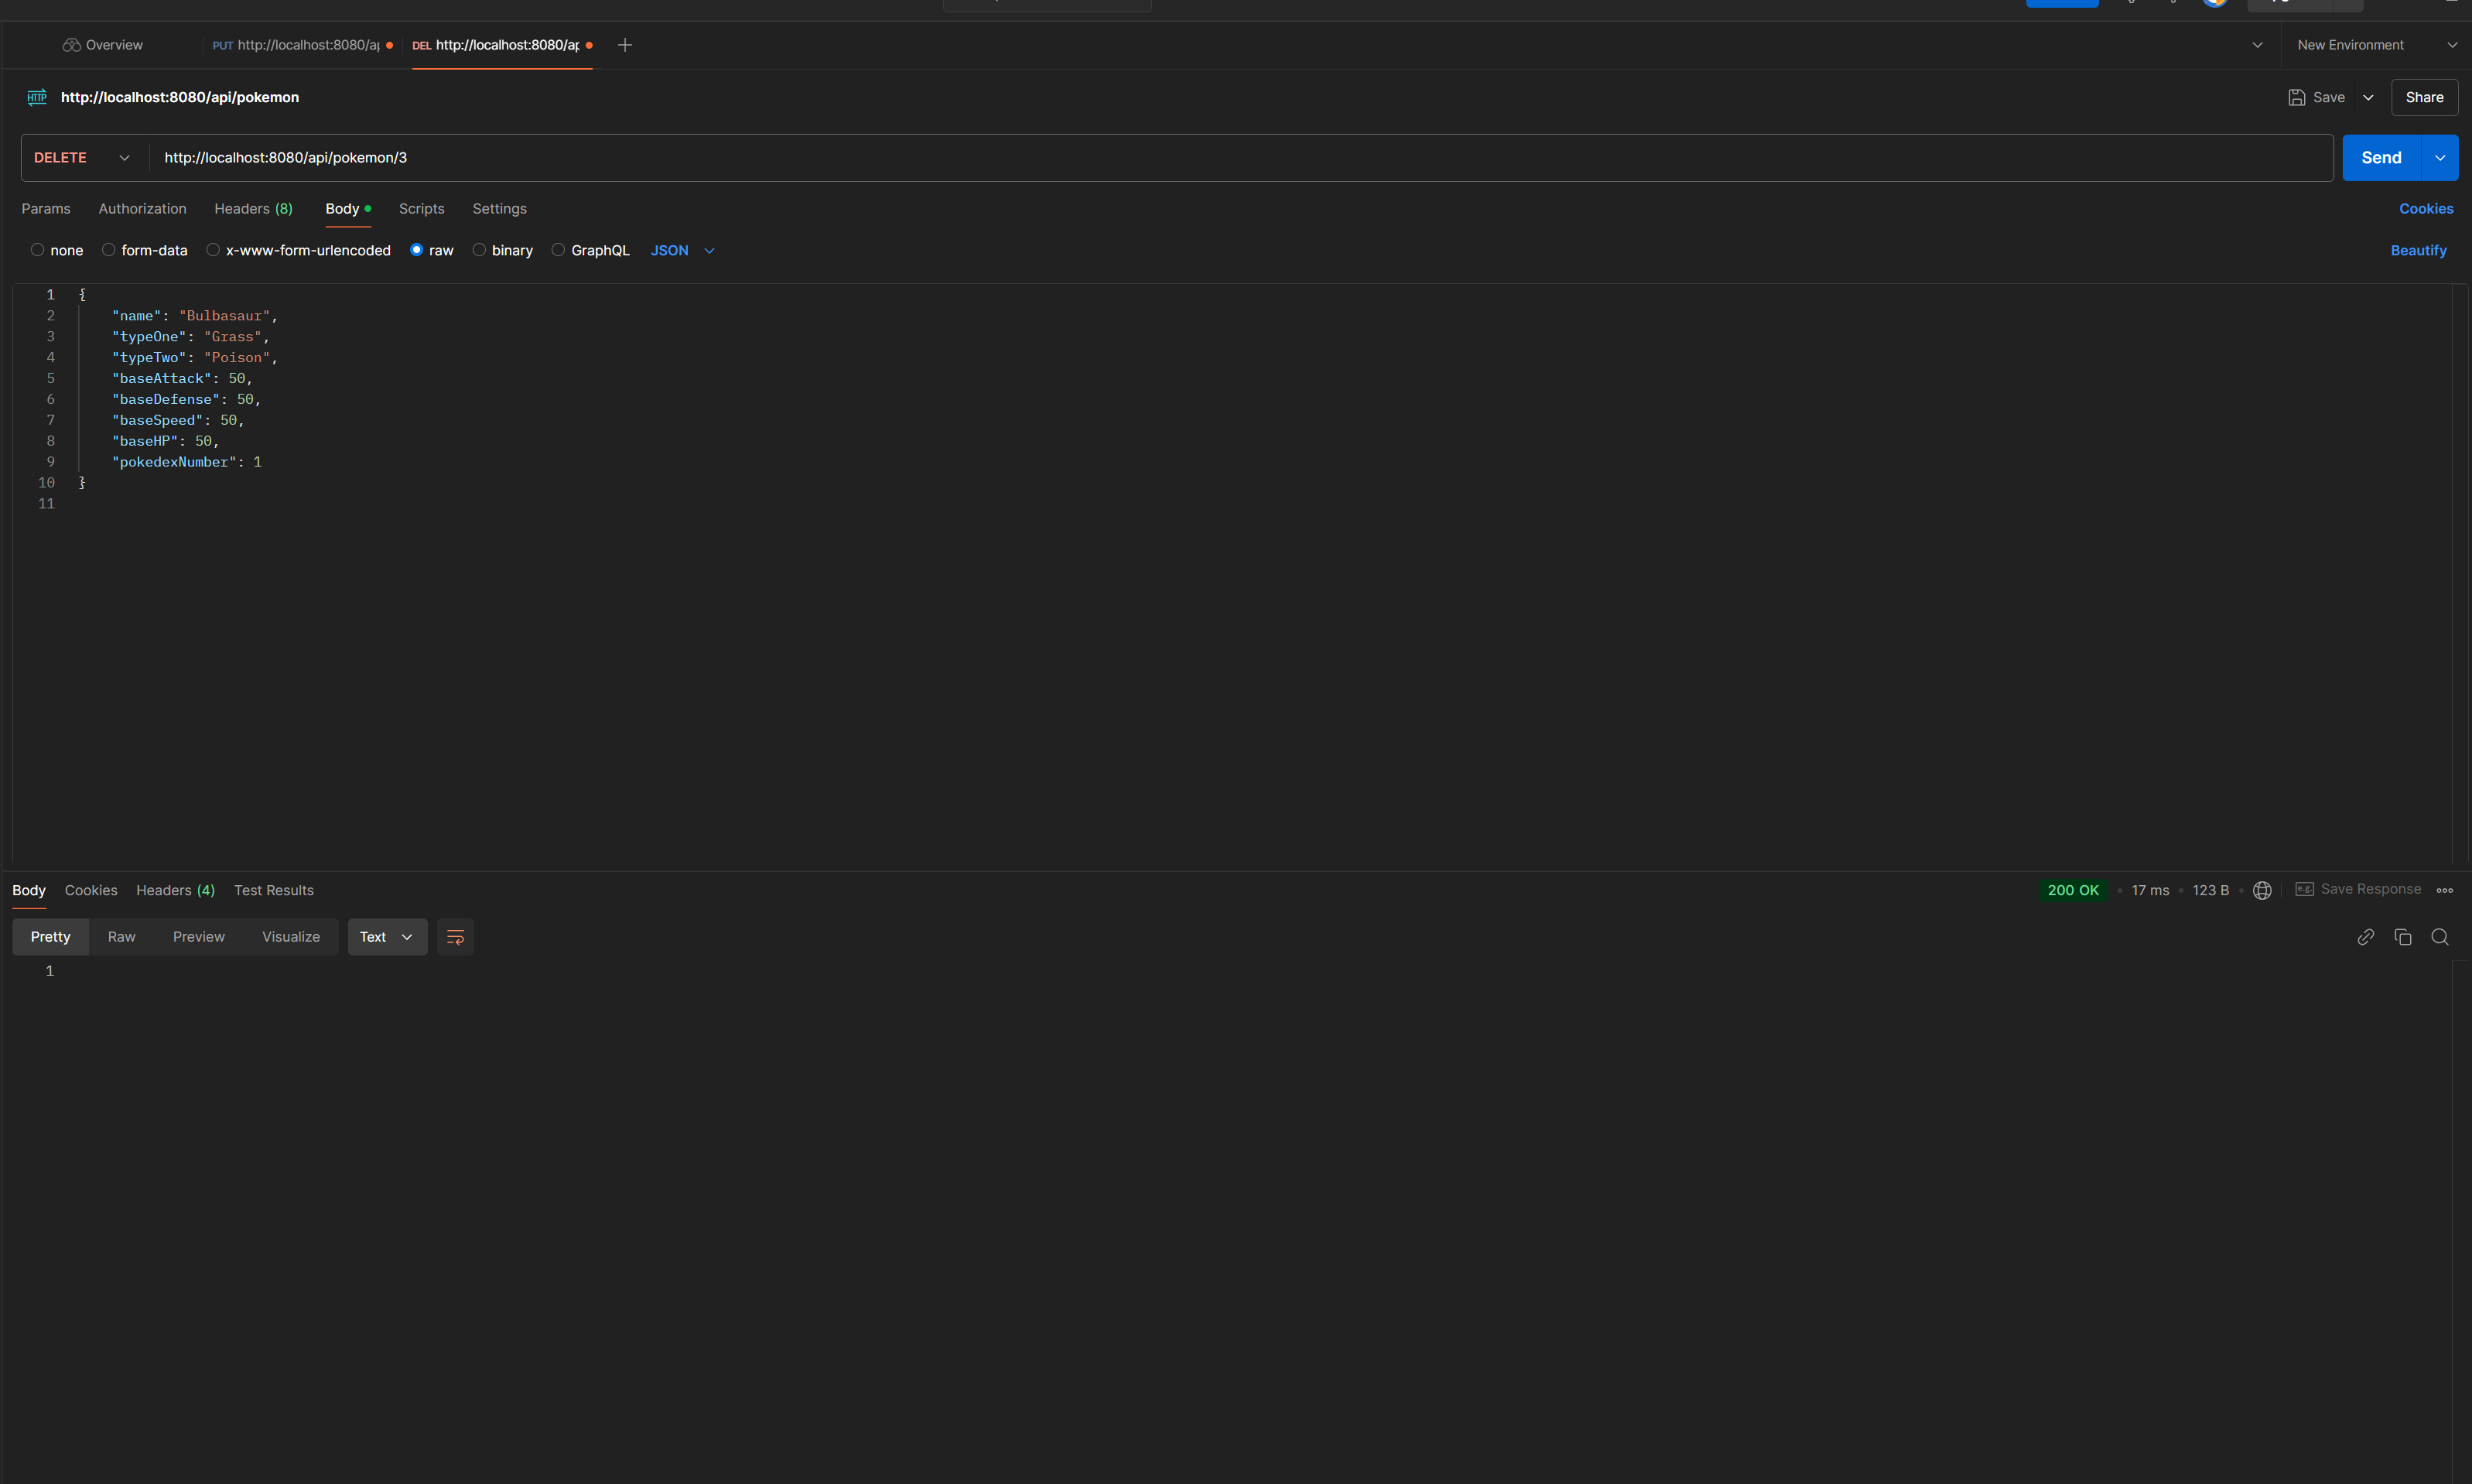 Overview
PUT http://localhost:8080/ap
DEL http://localhost:8080/ap
New Environment
HTTP http://localhost:8080/api/pokemon
Save
Share
DELETE
http://localhost:8080/api/pokemon/3
Send
Params Authorization Headers (8) Body Scripts Settings
Cookies
none form-data x-www-form-urlencoded raw binary GraphQL JSON
Beautify
1 {
2 "name": "Bulbasaur",
3 "typeOne": "Grass",
4 "typeTwo": "Poison",
5 "baseAttack": 50,
6 "baseDefense": 50,
7 "baseSpeed": 50,
8 "baseHP": 50,
9 "pokedexNumber": 1
10 }
11
Body Cookies Headers (4) Test Results
200 OK • 17 ms • 123 B •
e.g. Save Response
Pretty Raw Preview Visualize Text
1